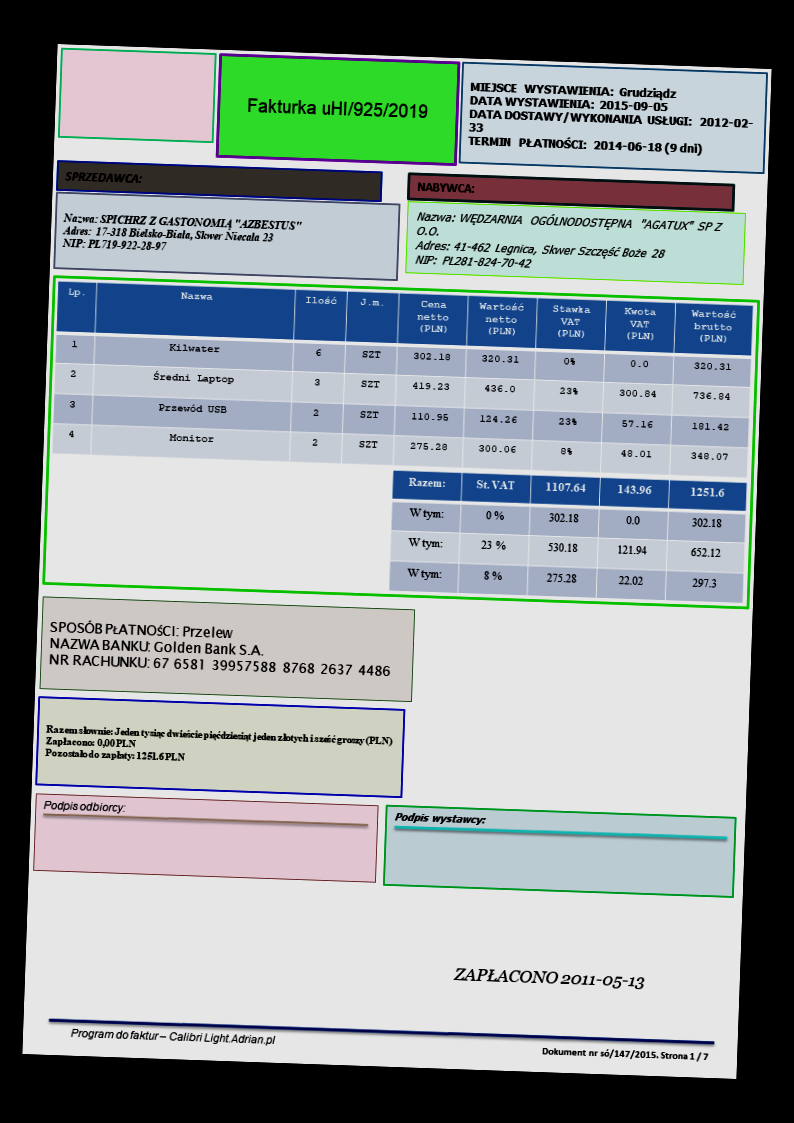 Fakturka uHI/925/2019
MIEJSCE WYSTAWIENIA: Grudziądz
DATA WYSTAWIENIA: 2015-09-05
DATA DOSTAWY/WYKONANIA USŁUGI: 2012-02-
33
TERMIN PŁATNOŚCI: 2014-06-18 (9 dni)
SPRZEDAWCA:
Nazwa: SPICHRZ Z GASTONOMIĄ "AZBESTUS"
Adres: 17-318 Bielsko-Biała, Skwer Niecała 23
NIP: PL719-922-28-97
NABYWCA:
Nazwa: WĘDZARNIA OGÓLNODOSTĘPNA "AGATUX" SP Z
O.O.
Adres: 41-462 Legnica, Skwer Szczęść Boże 28
NIP: PL281-824-70-42
Lp. Nazwa Ilość J.m. Cena netto (PLN) Wartość netto (PLN) Stawka VAT (PLN) Kwota VAT (PLN) Wartość brutto (PLN)
1 Kilwater 6 SZT 302.18 320.31 0% 0.0 320.31
2 Średni Laptop 3 SZT 419.23 436.0 23% 300.84 736.84
3 Przewód USB 2 SZT 110.95 124.26 23% 57.16 181.42
4 Monitor 2 SZT 275.28 300.06 8% 48.01 348.07
Razem: St. VAT 1107.64 143.96 1251.6
W tym: 0 % 302.18 0.0 302.18
W tym: 23 % 530.18 121.94 652.12
W tym: 8 % 275.28 22.02 297.3
SPOSÓB PŁATNOŚCI: Przelew
NAZWA BANKU: Golden Bank S.A.
NR RACHUNKU: 67 6581 39957588 8768 2637 4486
Razem słownie: Jeden tysiąc dwieście pięćdziesiąt jeden złotych i sześć groszy (PLN)
Zapłacono: 0,00 PLN
Pozostało do zapłaty: 1251.6 PLN
Podpis odbiorcy:
Podpis wystawcy:
ZAPŁACONO 2011-05-13
Program do faktur – Calibri Light.Adrian.pl
Dokument nr só/147/2015. Strona 1 / 7